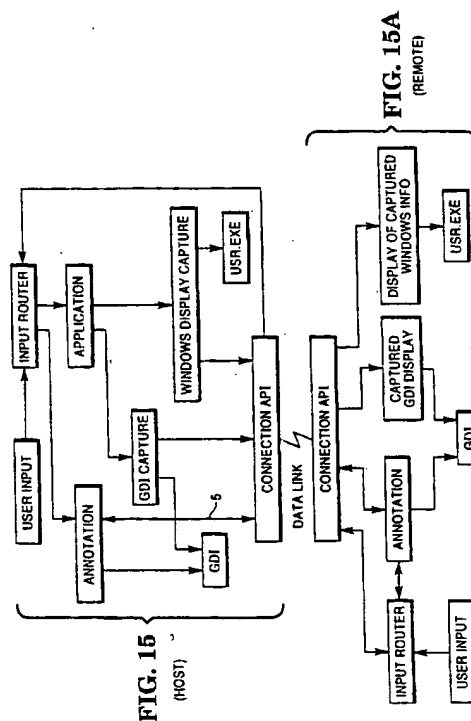 FIG. 15
(HOST)
USER INPUT
INPUT ROUTER
ANNOTATION
APPLICATION
GDI CAPTURE
WINDOWS DISPLAY CAPTURE
5
GDI
USR.EXE
CONNECTION API
DATA LINK
FIG. 15A
(REMOTE)
CONNECTION API
INPUT ROUTER
ANNOTATION
CAPTURED
GDI DISPLAY
DISPLAY OF CAPTURED
WINDOWS INFO
USER INPUT
GDI
USR.EXE